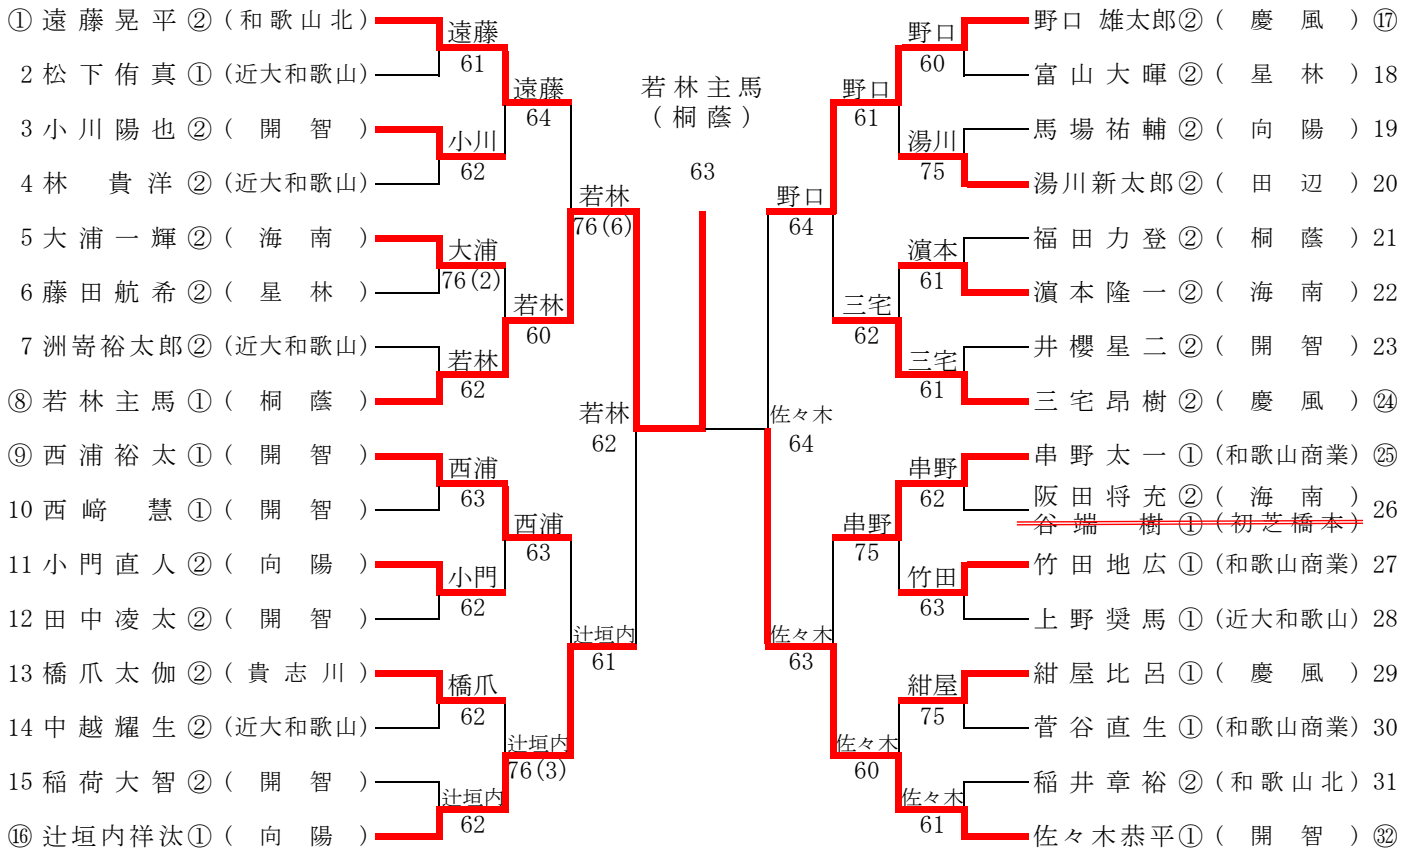 ① 遠藤晃平 ② (和歌山北)
2 松下侑真 ① (近大和歌山)
3 小川陽也 ② (開智)
4 林 貴洋 ② (近大和歌山)
5 大浦一輝 ② (海南)
6 藤田航希 ② (星林)
7 洲嵜裕太郎 ② (近大和歌山)
⑧ 若林主馬 ① (桐蔭)
⑨ 西浦裕太 ① (開智)
10 西﨑 慧 ① (開智)
11 小門直人 ② (向陽)
12 田中凌太 ② (開智)
13 橋爪太伽 ② (貴志川)
14 中越耀生 ② (近大和歌山)
15 稲荷大智 ② (開智)
⑯ 辻垣内祥汰 ① (向陽)
遠藤
61
小川
62
大浦
76(2)
若林
62
西浦
63
小門
62
橋爪
62
辻垣内
62
遠藤
64
若林
60
西浦
63
辻垣内
76(3)
若林
76(6)
辻垣内
61
若林
62
若林主馬
(桐蔭)
63
佐々木
64
野口
64
佐々木
63
野口
61
三宅
62
串野
75
佐々木
60
野口
60
湯川
75
濵本
61
三宅
61
串野
62
竹田
63
紺屋
75
佐々木
61
野口 雄太郎 ② (慶風) ⑰
富山大暉 ② (星林) 18
馬場祐輔 ② (向陽) 19
湯川新太郎 ② (田辺) 20
福田力登 ② (桐蔭) 21
濵本隆一 ② (海南) 22
井櫻星二 ② (開智) 23
三宅昂樹 ② (慶風) ㉔
串野太一 ① (和歌山商業) ㉕
阪田将充 ② (海南) 26
谷端 樹 ① (初芝橋本)
竹田地広 ① (和歌山商業) 27
上野奨馬 ① (近大和歌山) 28
紺屋比呂 ① (慶風) 29
菅谷直生 ① (和歌山商業) 30
稲井章裕 ② (和歌山北) 31
佐々木恭平 ① (開智) ㉜